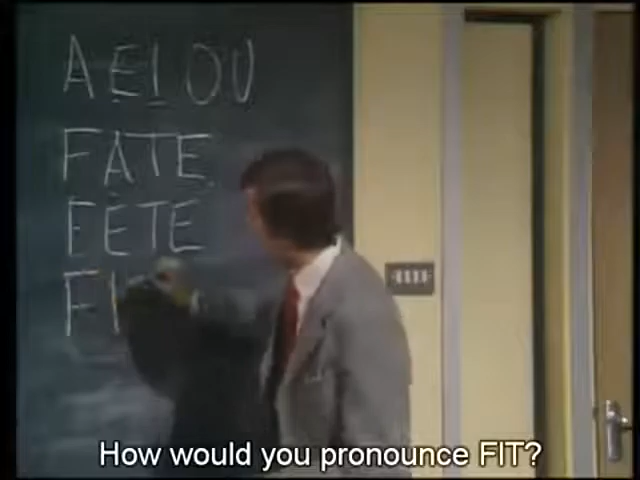 A E I O U
FATE
FETE
FI
How would you pronounce FIT?